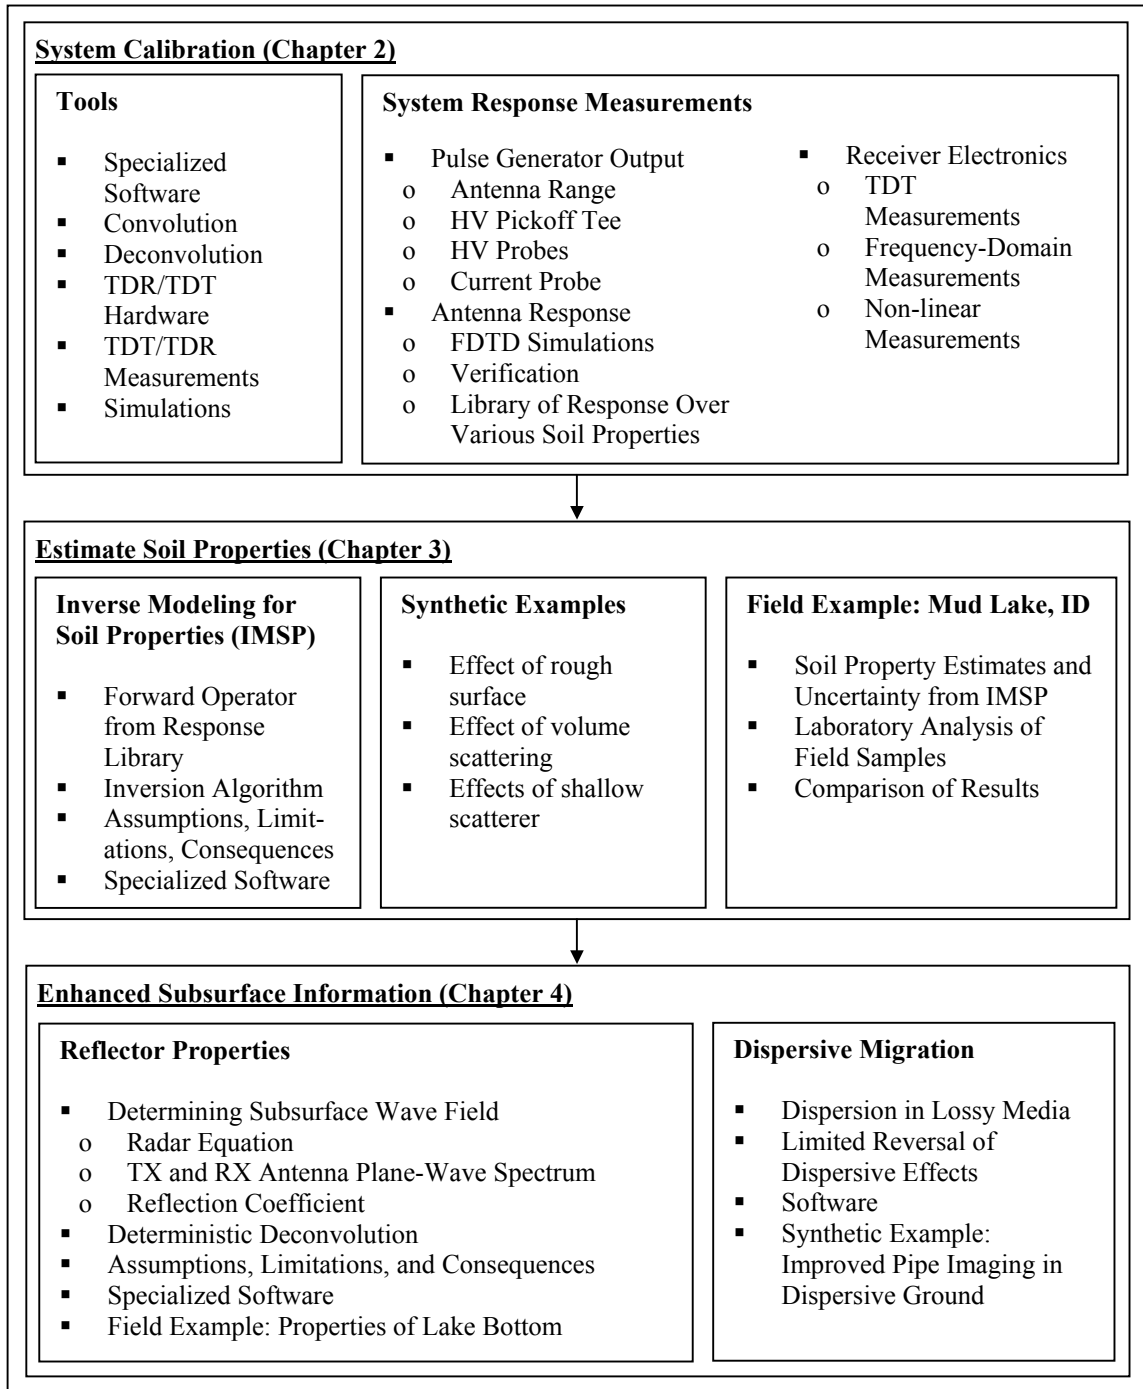 System Calibration (Chapter 2)
Tools
▪ Specialized
Software
▪ Convolution
▪ Deconvolution
▪ TDR/TDT
Hardware
▪ TDT/TDR
Measurements
▪ Simulations
System Response Measurements
▪ Pulse Generator Output
o Antenna Range
o HV Pickoff Tee
o HV Probes
o Current Probe
▪ Antenna Response
o FDTD Simulations
o Verification
o Library of Response Over
Various Soil Properties
▪ Receiver Electronics
o TDT
Measurements
o Frequency-Domain
Measurements
o Non-linear
Measurements
Estimate Soil Properties (Chapter 3)
Inverse Modeling for
Soil Properties (IMSP)
▪ Forward Operator
from Response
Library
▪ Inversion Algorithm
▪ Assumptions, Limit-
ations, Consequences
▪ Specialized Software
Synthetic Examples
▪ Effect of rough
surface
▪ Effect of volume
scattering
▪ Effects of shallow
scatterer
Field Example: Mud Lake, ID
▪ Soil Property Estimates and
Uncertainty from IMSP
▪ Laboratory Analysis of
Field Samples
▪ Comparison of Results
Enhanced Subsurface Information (Chapter 4)
Reflector Properties
▪ Determining Subsurface Wave Field
o Radar Equation
o TX and RX Antenna Plane-Wave Spectrum
o Reflection Coefficient
▪ Deterministic Deconvolution
▪ Assumptions, Limitations, and Consequences
▪ Specialized Software
▪ Field Example: Properties of Lake Bottom
Dispersive Migration
▪ Dispersion in Lossy Media
▪ Limited Reversal of
Dispersive Effects
▪ Software
▪ Synthetic Example:
Improved Pipe Imaging in
Dispersive Ground